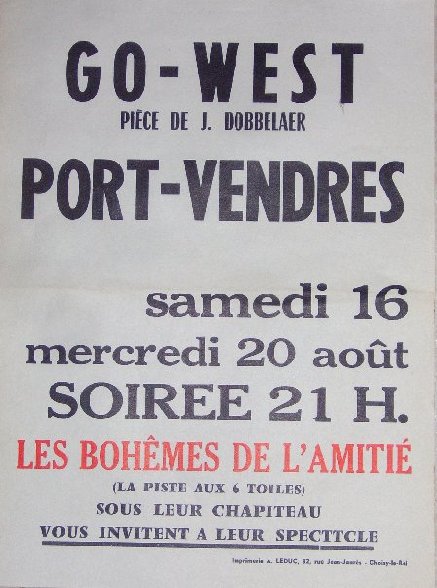 GO-WEST
PIÈCE DE J. DOBBELAER
PORT-VENDRES
samedi 16
mercredi 20 août
SOIREE 21 H.
LES BOHÊMES DE L'AMITIÉ
(LA PISTE AUX 6 TOILES)
SOUS LEUR CHAPITEAU
VOUS INVITENT A LEUR SPECTTCLE
Imprimerie A. LEDUC, 12, rue Jean-Jaurès - Choisy-le-Roi